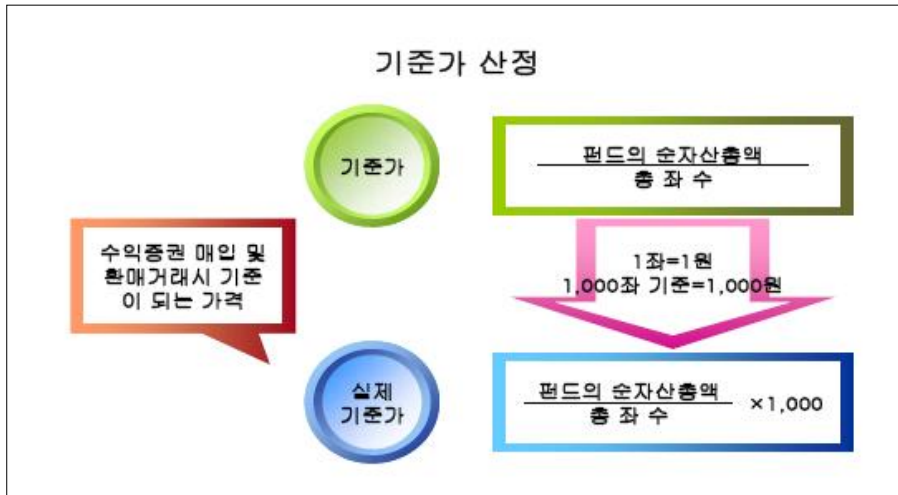 기준가 산정
기준가
펀드의 순자산총액
총 좌 수
수익증권 매입 및
환매거래시 기준
이 되는 가격
1좌=1원
1,000좌 기준=1,000원
실제
기준가
펀드의 순자산총액
총 좌 수
×1,000